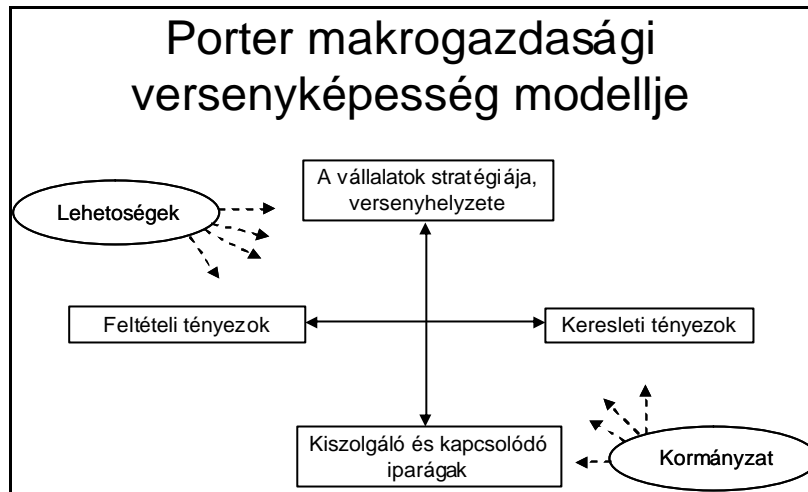 Porter makrogazdasági
versenyképesség modellje
A vállalatok stratégiája,
versenyhelyzete
Lehetoségek
Feltételi tényezok
Keresleti tényezok
Kiszolgáló és kapcsolódó
iparágak
Kormányzat